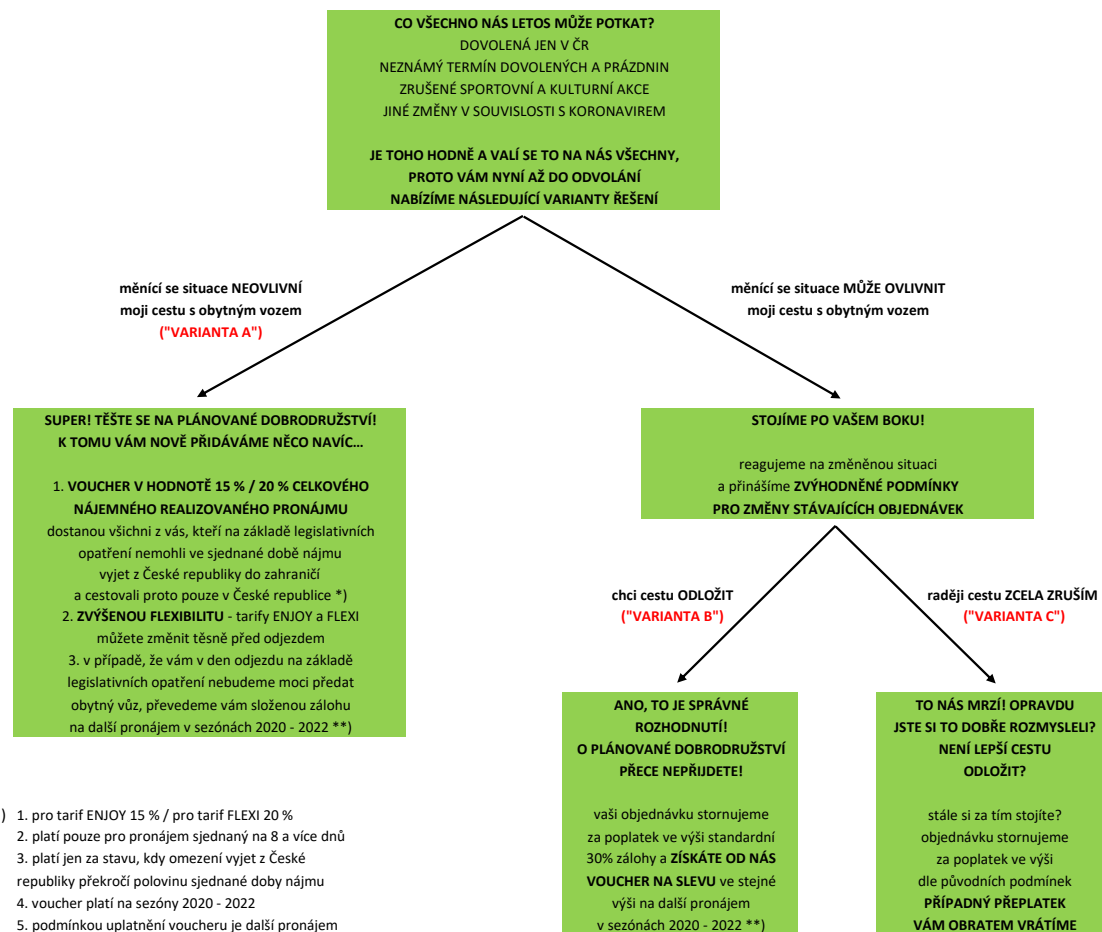 CO VŠECHNO NÁS LETOS MŮŽE POTKAT?
DOVOLENÁ JEN V ČR
NEZNÁMÝ TERMÍN DOVOLENÝCH A PRÁZDNIN
ZRUŠENÉ SPORTOVNÍ A KULTURNÍ AKCE
JINÉ ZMĚNY V SOUVISLOSTI S KORONAVIREM
JE TOHO HODNĚ A VALÍ SE TO NA NÁS VŠECHNY,
PROTO VÁM NYNÍ AŽ DO ODVOLÁNÍ
NABÍZÍME NÁSLEDUJÍCÍ VARIANTY ŘEŠENÍ
měnící se situace NEOVLIVNÍ
moji cestu s obytným vozem
("VARIANTA A")
měnící se situace MŮŽE OVLIVNIT
moji cestu s obytným vozem
SUPER! TĚŠTE SE NA PLÁNOVANÉ DOBRODRUŽSTVÍ!
K TOMU VÁM NOVĚ PŘIDÁVÁME NĚCO NAVÍC...
1. VOUCHER V HODNOTĚ 15 % / 20 % CELKOVÉHO
NÁJEMNÉHO REALIZOVANÉHO PRONÁJMU
dostanou všichni z vás, kteří na základě legislativních
opatření nemohli ve sjednané době nájmu
vyjet z České republiky do zahraničí
a cestovali proto pouze v České republice *)
2. ZVÝŠENOU FLEXIBILITU - tarify ENJOY a FLEXI
můžete změnit těsně před odjezdem
3. v případě, že vám v den odjezdu na základě
legislativních opatření nebudeme moci předat
obytný vůz, převedeme vám složenou zálohu
na další pronájem v sezónách 2020 - 2022 **)
STOJÍME PO VAŠEM BOKU!
reagujeme na změněnou situaci
a přinášíme ZVÝHODNĚNÉ PODMÍNKY
PRO ZMĚNY STÁVAJÍCÍCH OBJEDNÁVEK
chci cestu ODLOŽIT
("VARIANTA B")
raději cestu ZCELA ZRUŠÍM
("VARIANTA C")
ANO, TO JE SPRÁVNÉ
ROZHODNUTÍ!
O PLÁNOVANÉ DOBRODRUŽSTVÍ
PŘECE NEPŘIJDETE!
vaši objednávku stornujeme
za poplatek ve výši standardní
30% zálohy a ZÍSKÁTE OD NÁS
VOUCHER NA SLEVU ve stejné
výši na další pronájem
v sezónách 2020 - 2022 **)
TO NÁS MRZÍ! OPRAVDU
JSTE SI TO DOBŘE ROZMYSLELI?
NENÍ LEPŠÍ CESTU
ODLOŽIT?
stále si za tím stojíte?
objednávku stornujeme
za poplatek ve výši
dle původních podmínek
PŘÍPADNÝ PŘEPLATEK
VÁM OBRATEM VRÁTÍME
) 1. pro tarif ENJOY 15 % / pro tarif FLEXI 20 %
2. platí pouze pro pronájem sjednaný na 8 a více dnů
3. platí jen za stavu, kdy omezení vyjet z České
republiky překročí polovinu sjednané doby nájmu
4. voucher platí na sezóny 2020 - 2022
5. podmínkou uplatnění voucheru je další pronájem